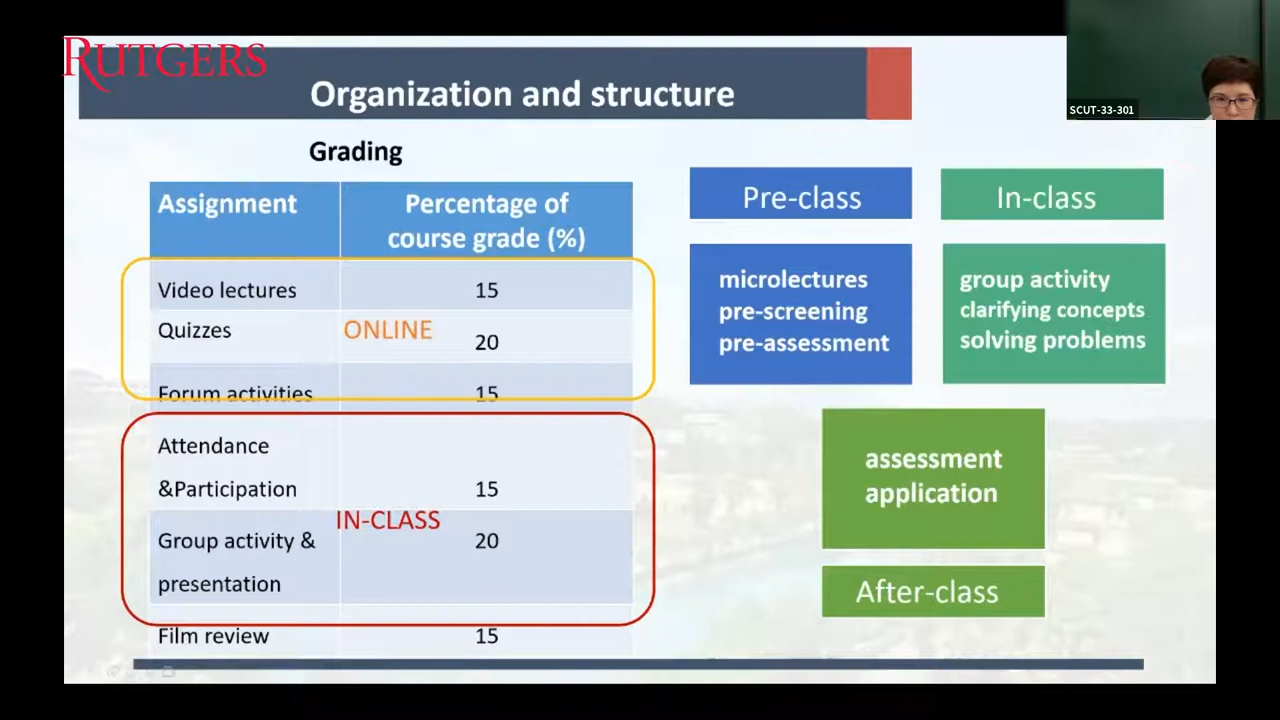 RUTGERS
Organization and structure
SCUT-33-301
Grading
Assignment
Percentage of
course grade (%)
Video lectures 15
Quizzes 20
ONLINE
Forum activities 15
Attendance
&Participation 15
IN-CLASS
Group activity & 20
presentation
Film review 15
Pre-class
microlectures
pre-screening
pre-assessment
In-class
group activity
clarifying concepts
solving problems
assessment
application
After-class